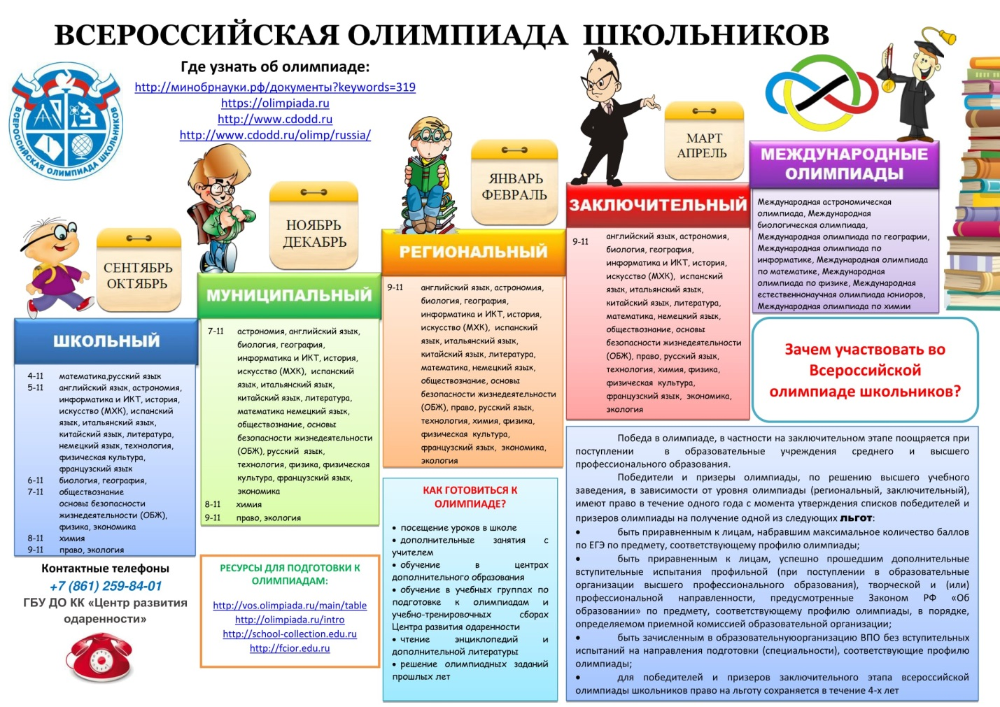 ВСЕРОССИЙСКАЯ ОЛИМПИАДА ШКОЛЬНИКОВ
ВСЕРОССИЙСКАЯ ОЛИМПИАДА ШКОЛЬНИКОВ
Где узнать об олимпиаде:
http://минобрнауки.рф/документы?keywords=319
https://olimpiada.ru
http://www.cdodd.ru
http://www.cdodd.ru/olimp/russia/
СЕНТЯБРЬ
ОКТЯБРЬ
ШКОЛЬНЫЙ
4-11 математика,русский язык
5-11 английский язык, астрономия,
информатика и ИКТ, история,
искусство (МХК), испанский
язык, итальянский язык,
китайский язык, литература,
немецкий язык, технология,
физическая культура,
французский язык
6-11 биология, география,
7-11 обществознание
основы безопасности
жизнедеятельности (ОБЖ),
физика, экономика
8-11 химия
9-11 право, экология
Контактные телефоны
+7 (861) 259-84-01
ГБУ ДО КК «Центр развития
одаренности»
НОЯБРЬ
ДЕКАБРЬ
МУНИЦИПАЛЬНЫЙ
7-11 астрономия, английский язык,
биология, география,
информатика и ИКТ, история,
искусство (МХК), испанский
язык, итальянский язык,
китайский язык, литература,
математика немецкий язык,
обществознание, основы
безопасности жизнедеятельности
(ОБЖ), русский язык,
технология, физика, физическая
культура, французский язык,
экономика
8-11 химия
9-11 право, экология
РЕСУРСЫ ДЛЯ ПОДГОТОВКИ К
ОЛИМПИАДАМ:
http://vos.olimpiada.ru/main/table
http://olimpiada.ru/intro
http://school-collection.edu.ru
http://fcior.edu.ru
ЯНВАРЬ
ФЕВРАЛЬ
РЕГИОНАЛЬНЫЙ
9-11 английский язык, астрономия,
биология, география,
информатика и ИКТ, история,
искусство (МХК), испанский
язык, итальянский язык,
китайский язык, литература,
математика, немецкий язык,
обществознание, основы
безопасности жизнедеятельности
(ОБЖ), право, русский язык,
технология, химия, физика,
физическая культура,
французский язык, экономика,
экология
КАК ГОТОВИТЬСЯ К
ОЛИМПИАДЕ?
• посещение уроков в школе
• дополнительные занятия с
учителем
• обучение в центрах
дополнительного образования
• обучение в учебных группах по
подготовке к олимпиадам и
учебно-тренировочных сборах
Центра развития одаренности
• чтение энциклопедий и
дополнительной литературы
• решение олимпиадных заданий
прошлых лет
МАРТ
АПРЕЛЬ
ЗАКЛЮЧИТЕЛЬНЫЙ
9-11 английский язык, астрономия,
биология, география,
информатика и ИКТ, история,
искусство (МХК), испанский
язык, итальянский язык,
китайский язык, литература,
математика, немецкий язык,
обществознание, основы
безопасности жизнедеятельности
(ОБЖ), право, русский язык,
технология, химия, физика,
физическая культура,
французский язык, экономика,
экология
МЕЖДУНАРОДНЫЕ
ОЛИМПИАДЫ
Международная астрономическая
олимпиада, Международная
биологическая олимпиада,
Международная олимпиада по географии,
Международная олимпиада по
информатике, Международная олимпиада
по математике, Международная
олимпиада по физике, Международная
естественнонаучная олимпиада юниоров,
Международная олимпиада по химии
Зачем участвовать во
Всероссийской
олимпиаде школьников?
Победа в олимпиаде, в частности на заключительном этапе поощряется при
поступлении в образовательные учреждения среднего и высшего
профессионального образования.
Победители и призеры олимпиады, по решению высшего учебного
заведения, в зависимости от уровня олимпиады (региональный, заключительный),
имеют право в течение одного года с момента утверждения списков победителей и
призеров олимпиады на получение одной из следующих льгот:
• быть приравненным к лицам, набравшим максимальное количество баллов
по ЕГЭ по предмету, соответствующему профилю олимпиады;
• быть приравненным к лицам, успешно прошедшим дополнительные
вступительные испытания профильной (при поступлении в образовательные
организации высшего профессионального образования), творческой и (или)
профессиональной направленности, предусмотренные Законом РФ «Об
образовании» по предмету, соответствующему профилю олимпиады, в порядке,
определяемом приемной комиссией образовательной организации;
• быть зачисленным в образовательнуюорганизацию ВПО без вступительных
испытаний на направления подготовки (специальности), соответствующие профилю
олимпиады;
• для победителей и призеров заключительного этапа всероссийской
олимпиады школьников право на льготу сохраняется в течение 4-х лет